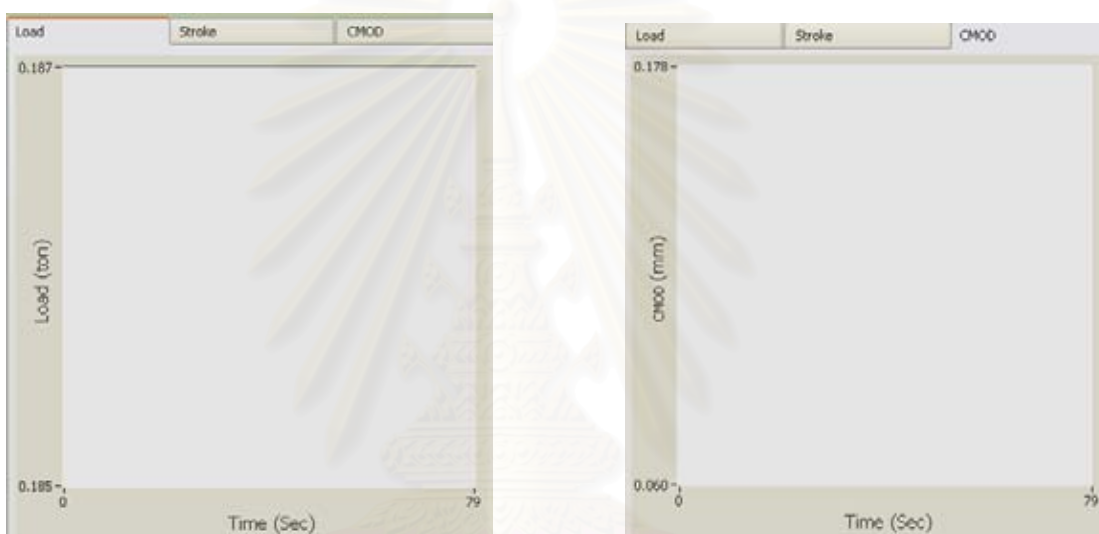 Load Stroke CMOD
0.187
Load (ton)
0.185
0 79
Time (Sec)
Load Stroke CMOD
0.178
CMOD (mm)
0.060
0 79
Time (Sec)